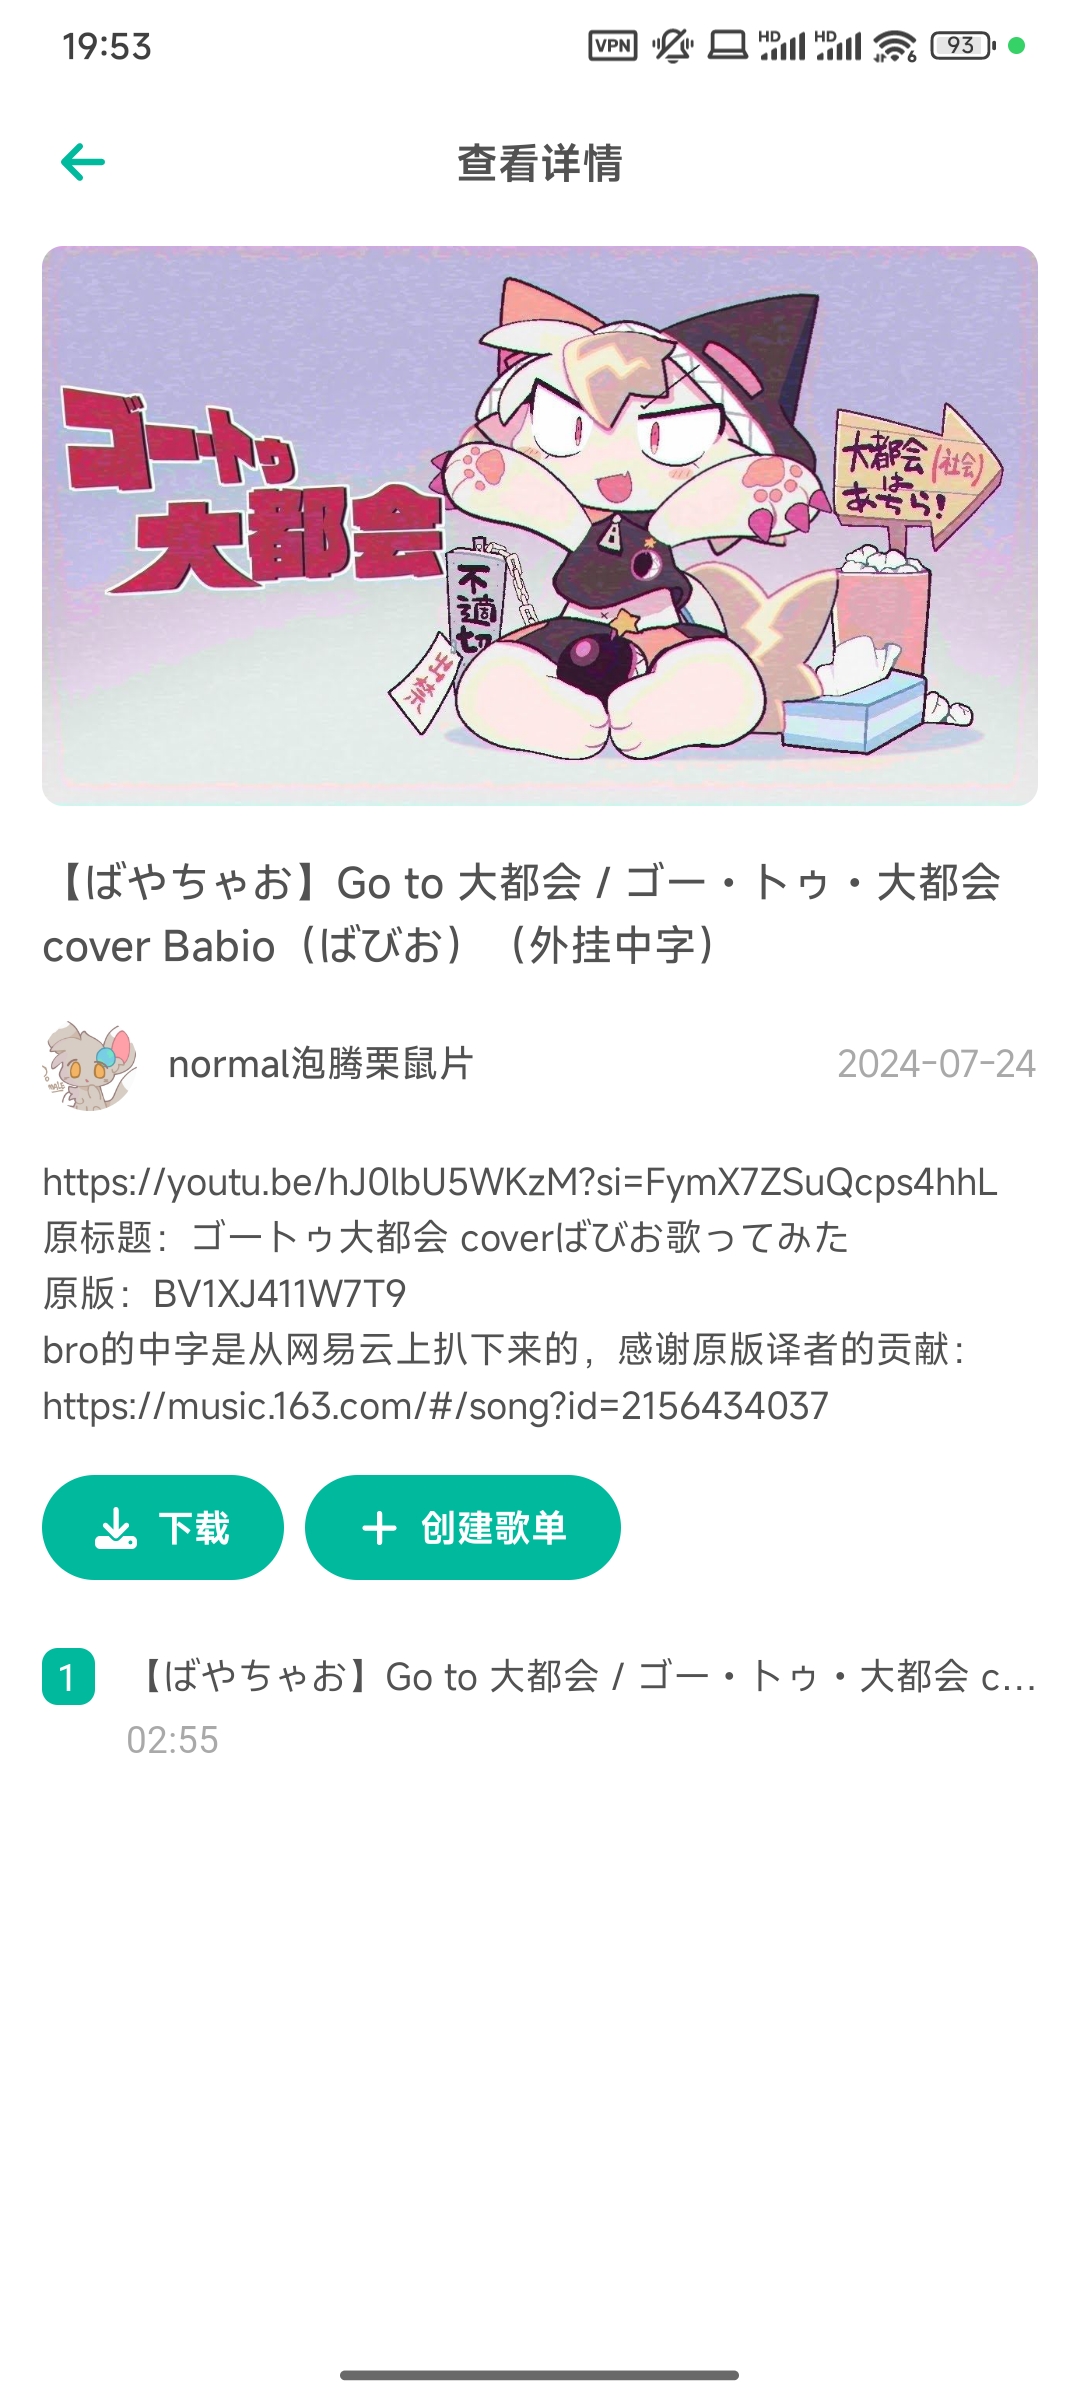 19:53
VPN HD HD 6 93
查看详情
ゴートゥ
大都会
大都会(社会)
は
あちら!
不適切
出禁
【ばやちゃお】Go to 大都会 / ゴー・トゥ・大都会
cover Babio（ばびお）（外挂中字）
normal泡腾栗鼠片
2024-07-24
https://youtu.be/hJ0lbU5WKzM?si=FymX7ZSuQcps4hhL
原标题：ゴートゥ大都会 coverばびお歌ってみた
原版：BV1XJ411W7T9
bro的中字是从网易云上扒下来的，感谢原版译者的贡献：
https://music.163.com/#/song?id=2156434037
下载
创建歌单
1 【ばやちゃお】Go to 大都会 / ゴー・トゥ・大都会 c...
02:55